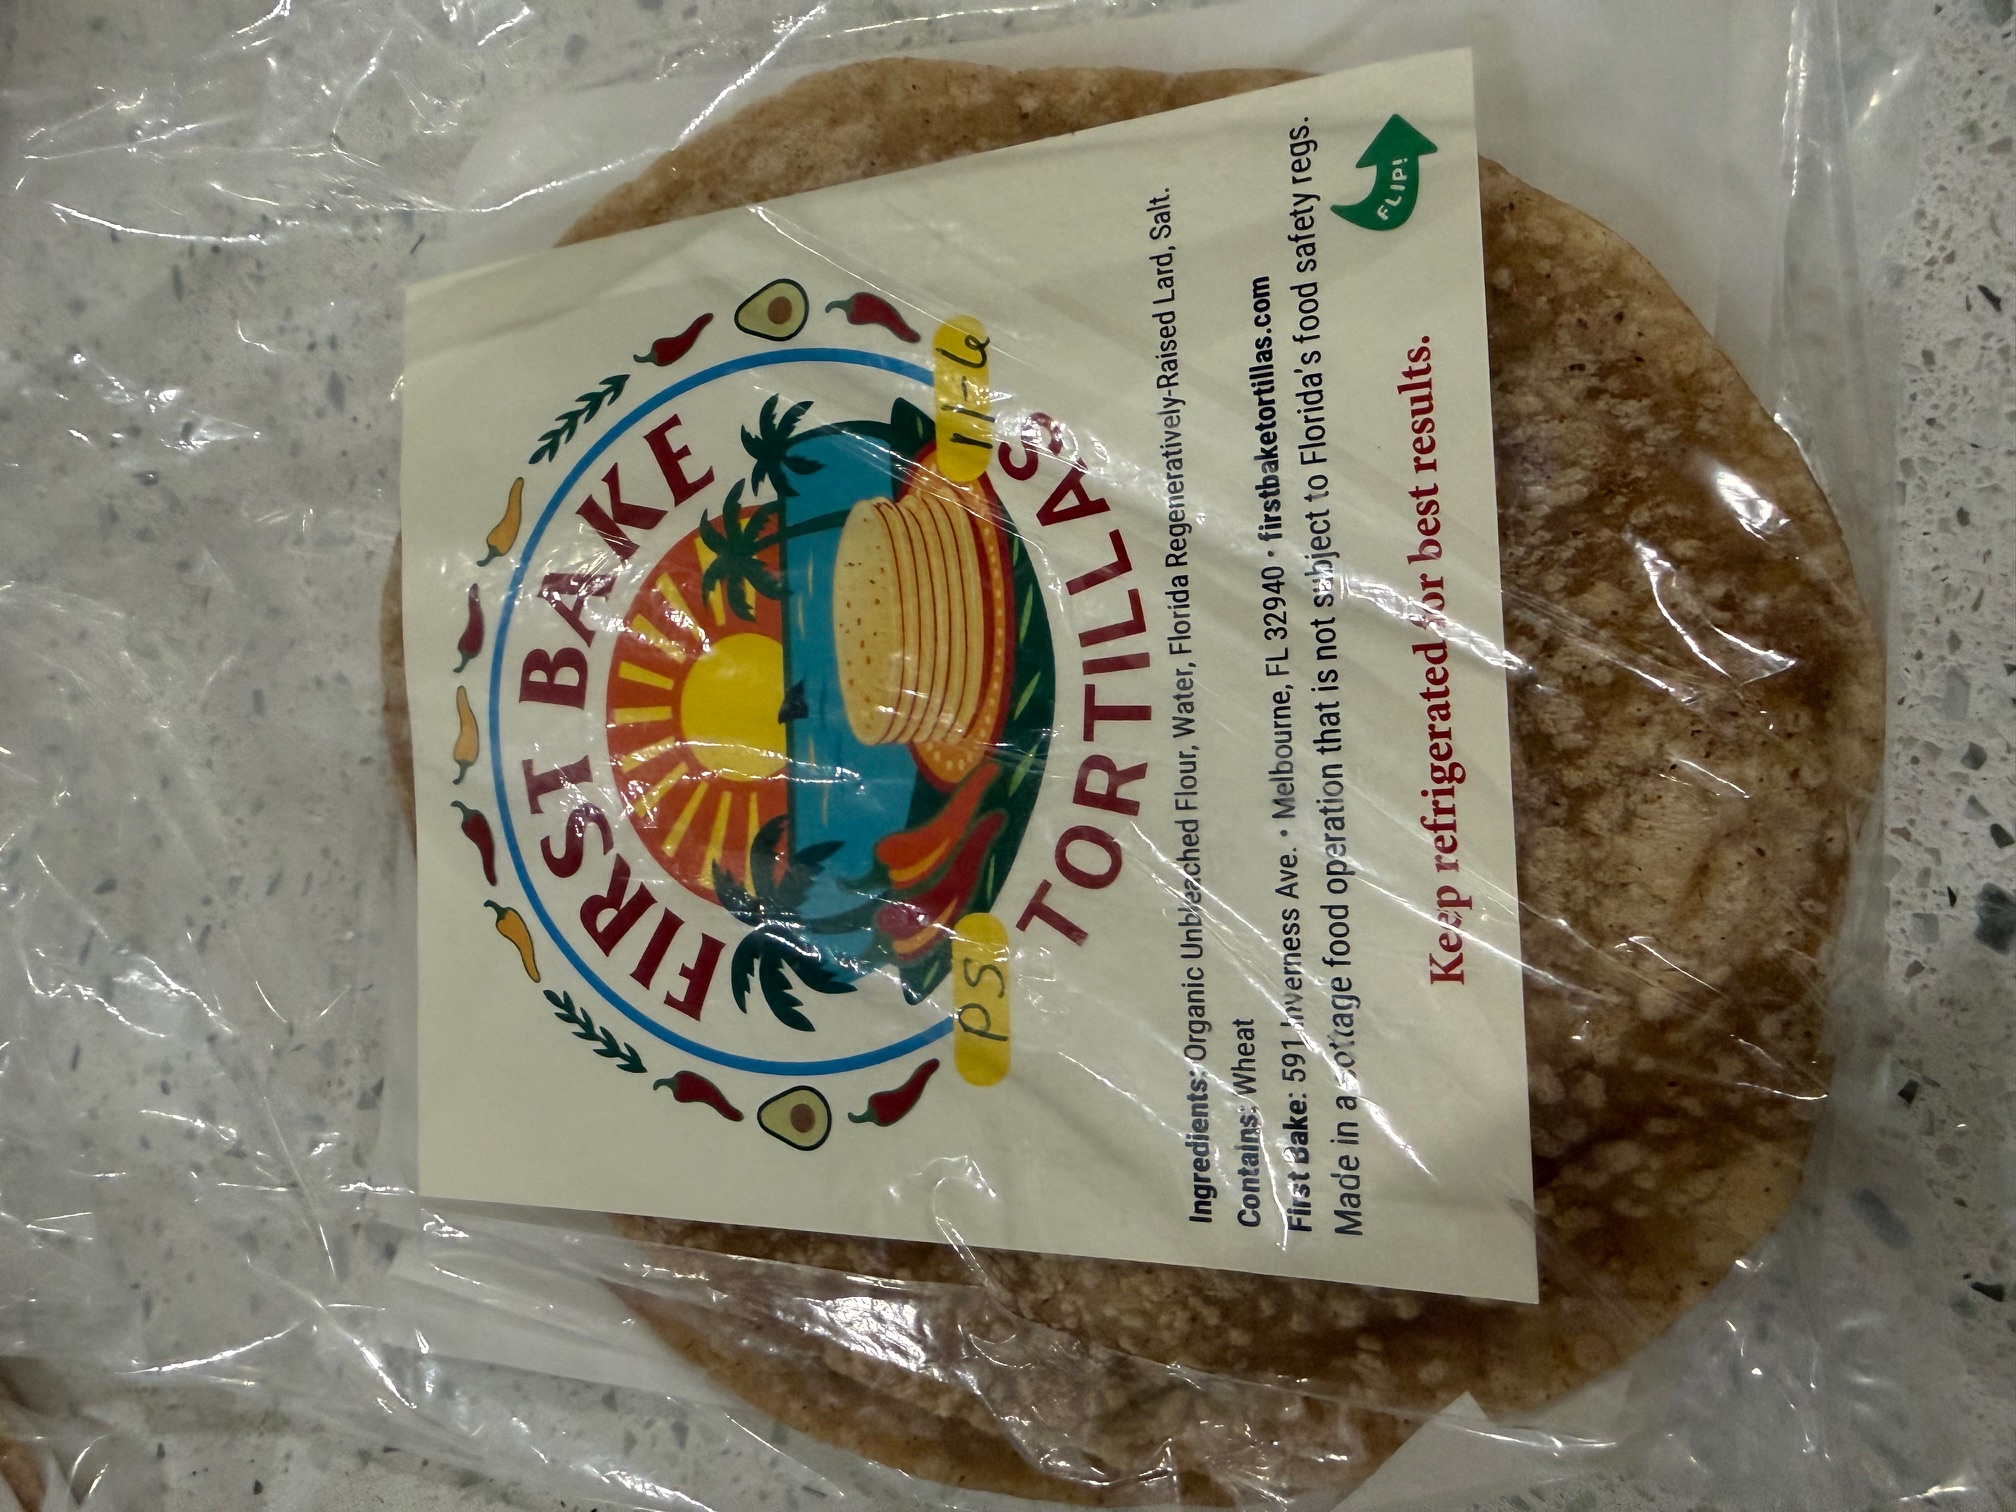 FIRST BAKE
TORTILLAS
PS
11-6
Ingredients: Organic Unbleached Flour, Water, Florida Regeneratively-Raised Lard, Salt.
Contains: Wheat
First Bake: 591 Inverness Ave. • Melbourne, FL 32940 • firstbaketortillas.com
Made in a cottage food operation that is not subject to Florida's food safety regs.
Keep refrigerated for best results.
FLIP!